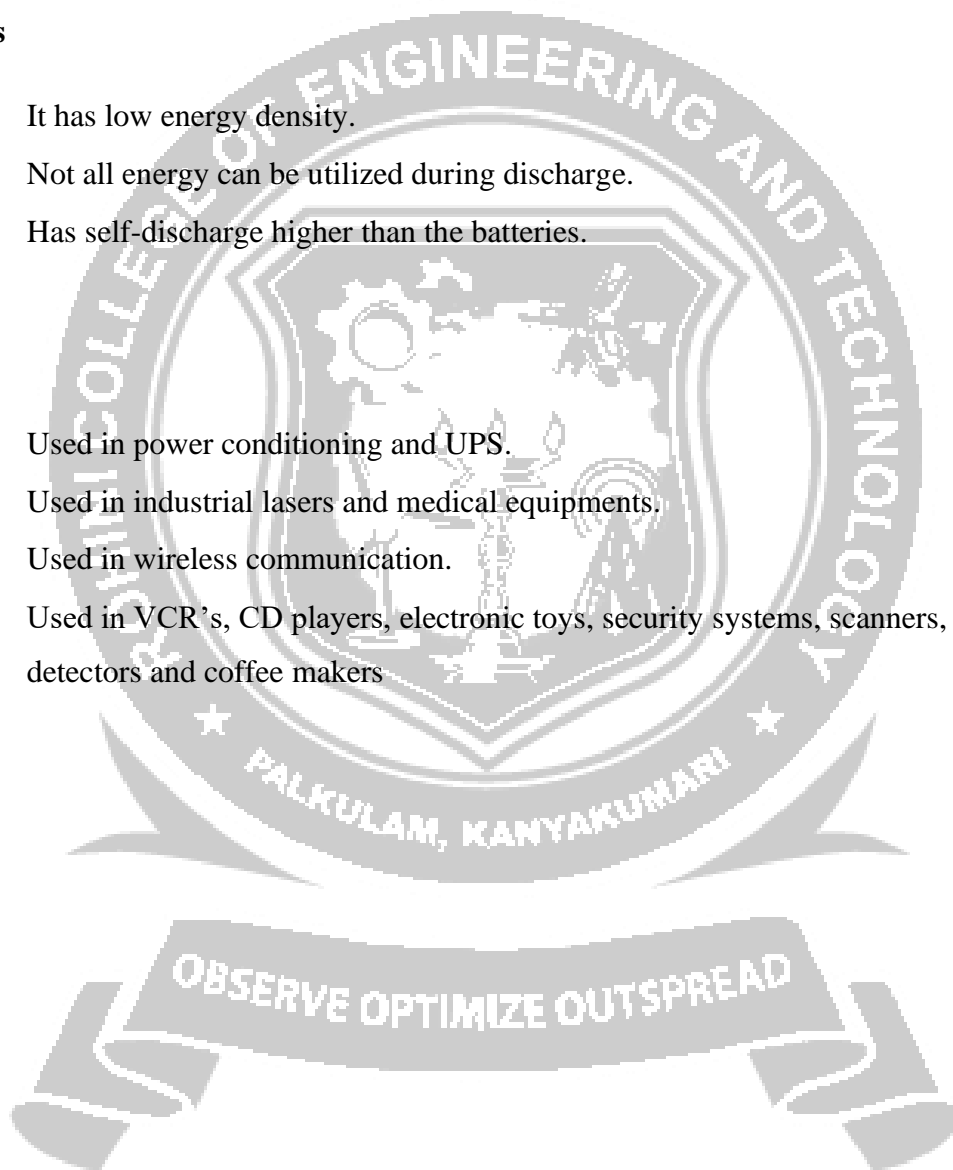 s
It has low energy density.
Not all energy can be utilized during discharge.
Has self-discharge higher than the batteries.
Used in power conditioning and UPS.
Used in industrial lasers and medical equipments.
Used in wireless communication.
Used in VCR’s, CD players, electronic toys, security systems, scanners,
detectors and coffee makers
ROHINI COLLEGE OF ENGINEERING AND TECHNOLOGY
PALKULAM, KANYAKUMARI
OBSERVE OPTIMIZE OUTSPREAD